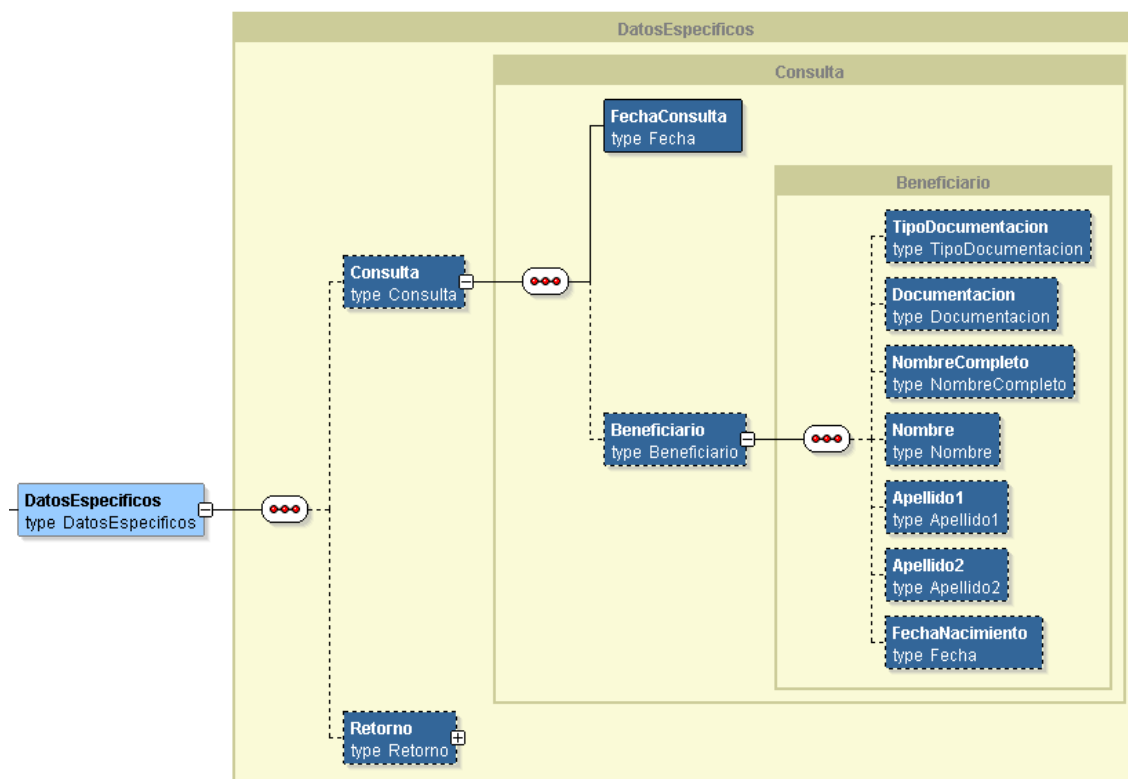 DatosEspecificos
Consulta
FechaConsulta
type Fecha
Beneficiario
TipoDocumentacion
type TipoDocumentacion
Consulta
type Consulta
Documentacion
type Documentacion
NombreCompleto
type NombreCompleto
Beneficiario
type Beneficiario
Nombre
type Nombre
DatosEspecificos
type DatosEspecificos
Apellido1
type Apellido1
Apellido2
type Apellido2
FechaNacimiento
type Fecha
Retorno
type Retorno